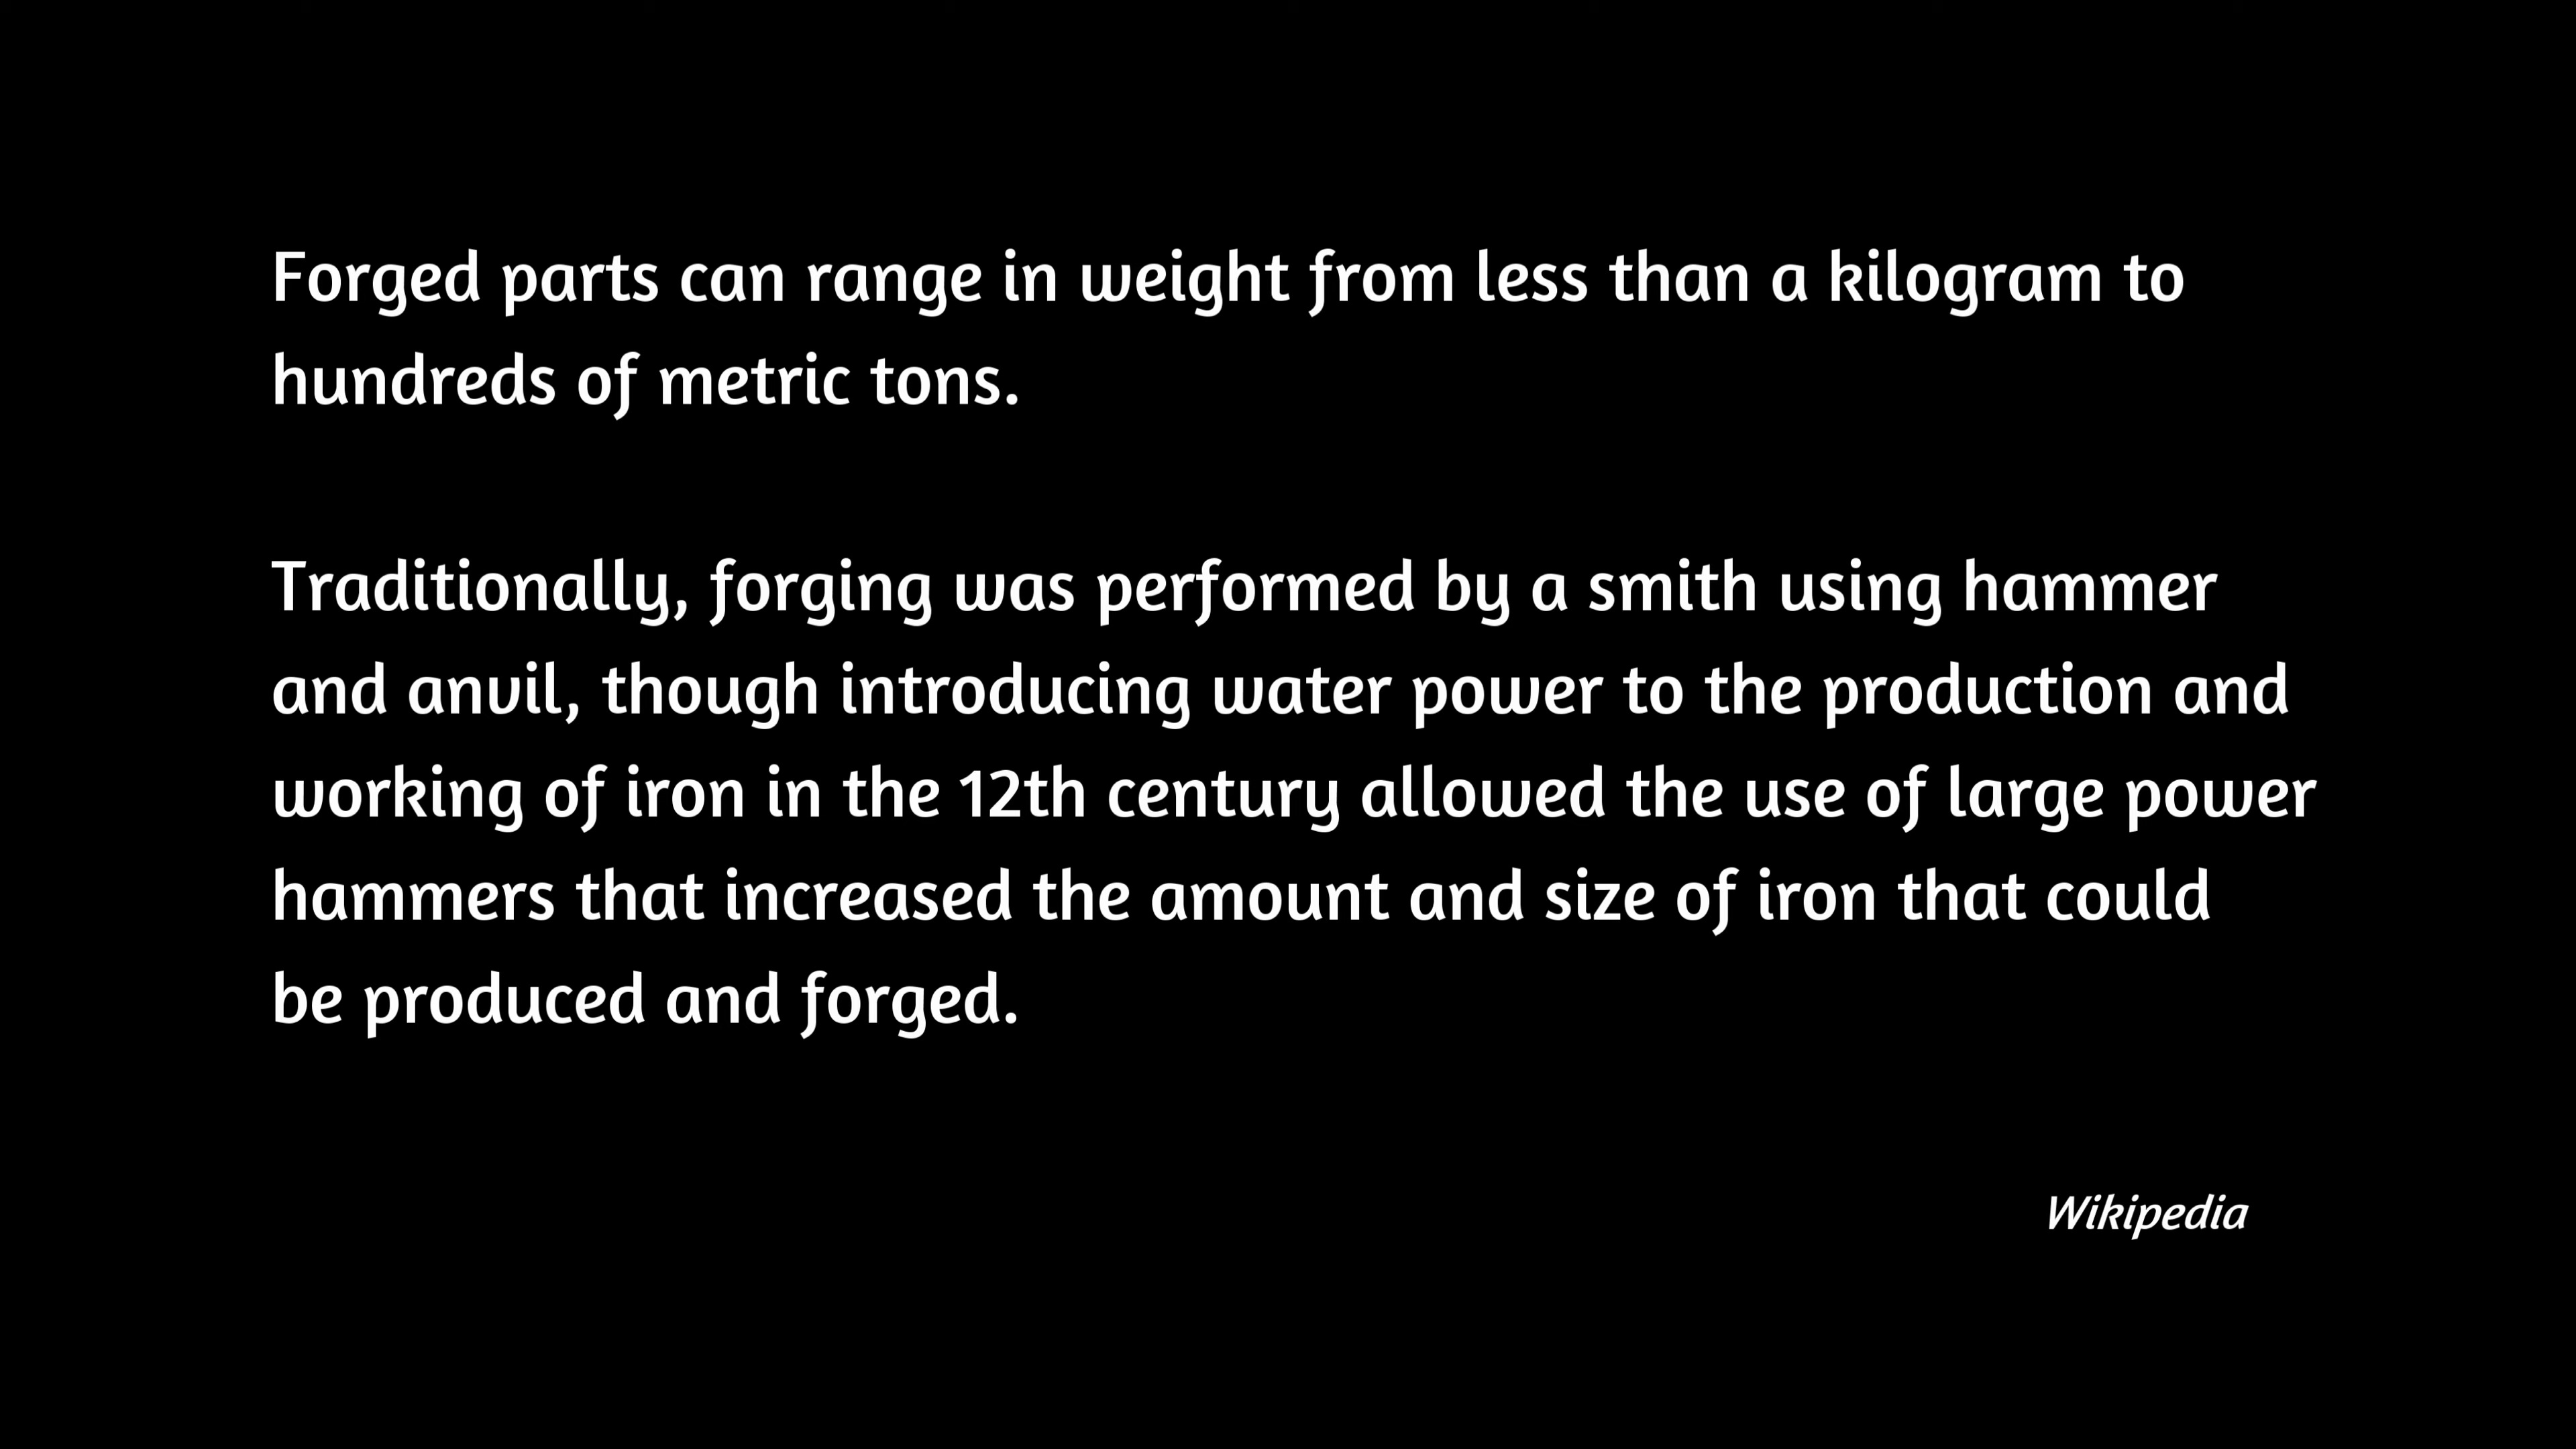 Forged parts can range in weight from less than a kilogram to
hundreds of metric tons.
Traditionally, forging was performed by a smith using hammer
and anvil, though introducing water power to the production and
working of iron in the 12th century allowed the use of large power
hammers that increased the amount and size of iron that could
be produced and forged.
Wikipedia